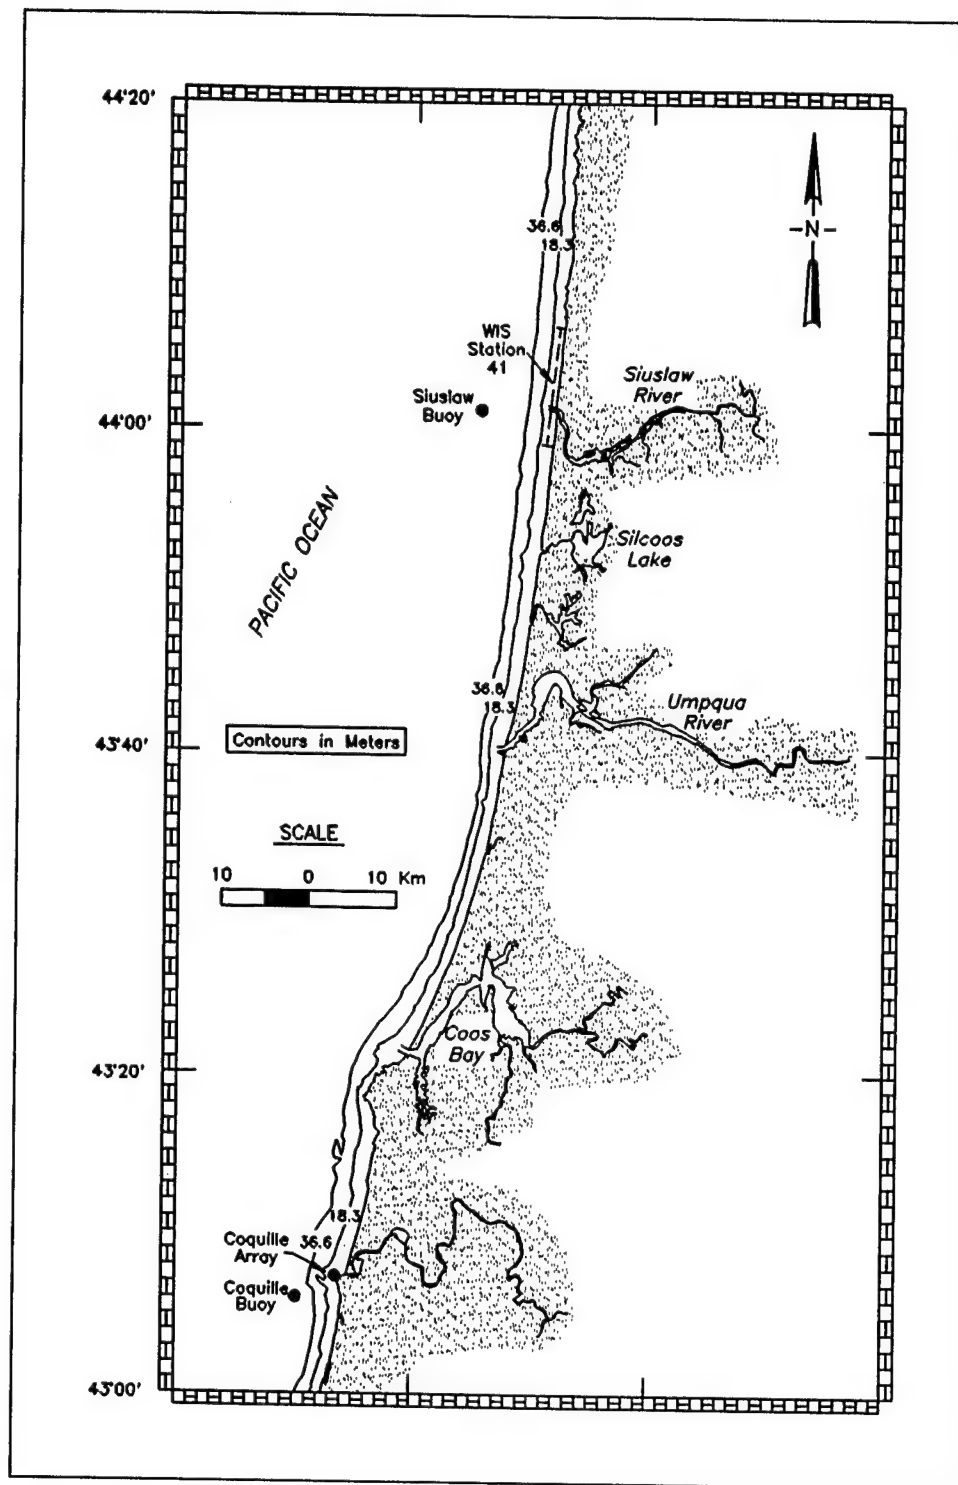 44°20'
36.6
18.3
-N-
WIS
Station
41
Siuslaw
River
Siuslaw
Buoy
44°00'
PACIFIC OCEAN
Silcoos
Lake
36.6
18.3
Umpqua
River
Contours in Meters
43°40'
SCALE
10 0 10 Km
Coos
Bay
43°20'
18.3
36.6
Coquille
Array
Coquille
Buoy
43°00'